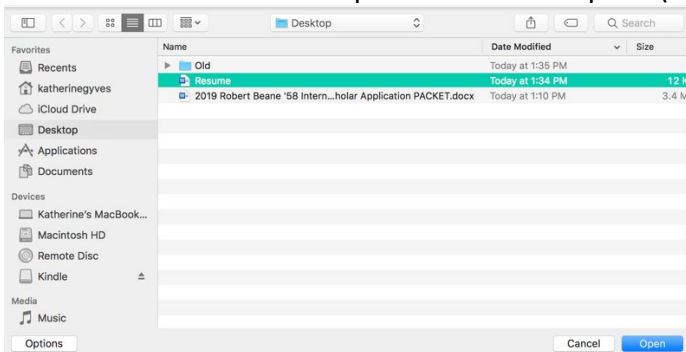 Desktop
Search
Favorites
Name
Date Modified
Size
Recents
Old
Today at 1:35 PM
katherinegyves
Resume
Today at 1:34 PM
12 K
iCloud Drive
2019 Robert Beane '58 Intern...holar Application PACKET.docx
Today at 1:10 PM
3.4 M
Desktop
Applications
Documents
Devices
Katherine's MacBook...
Macintosh HD
Remote Disc
Kindle
Media
Music
Options
Cancel
Open